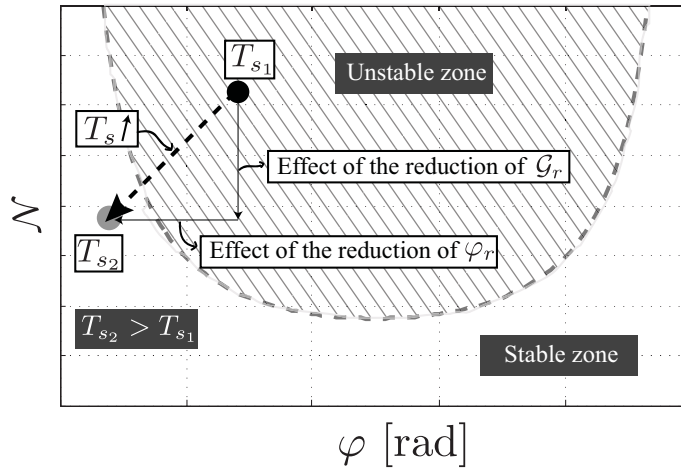 T_{s_1}
Unstable zone
T_s↑
Effect of the reduction of 𝒢_r
𝒩
T_{s_2}
Effect of the reduction of φ_r
T_{s_2} > T_{s_1}
Stable zone
φ [rad]